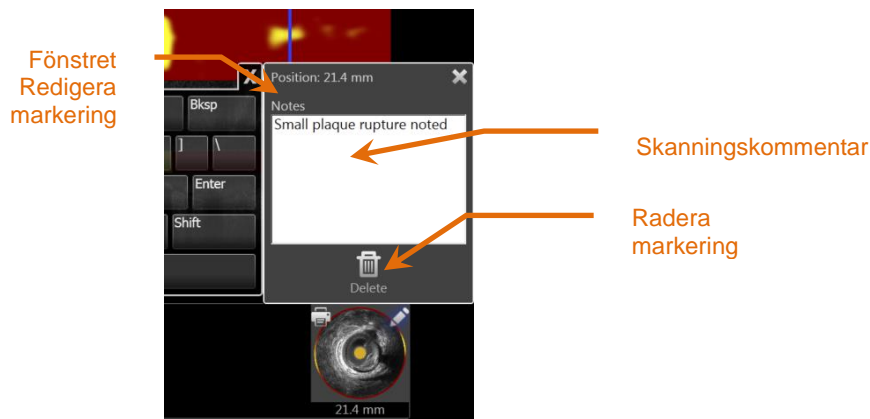 Fönstret
Redigera
markering
X
Position: 21.4 mm
Notes
Small plaque rupture noted
Bksp
]
\
Enter
Shift
Delete
21.4 mm
Skanningskommentar
Radera
markering